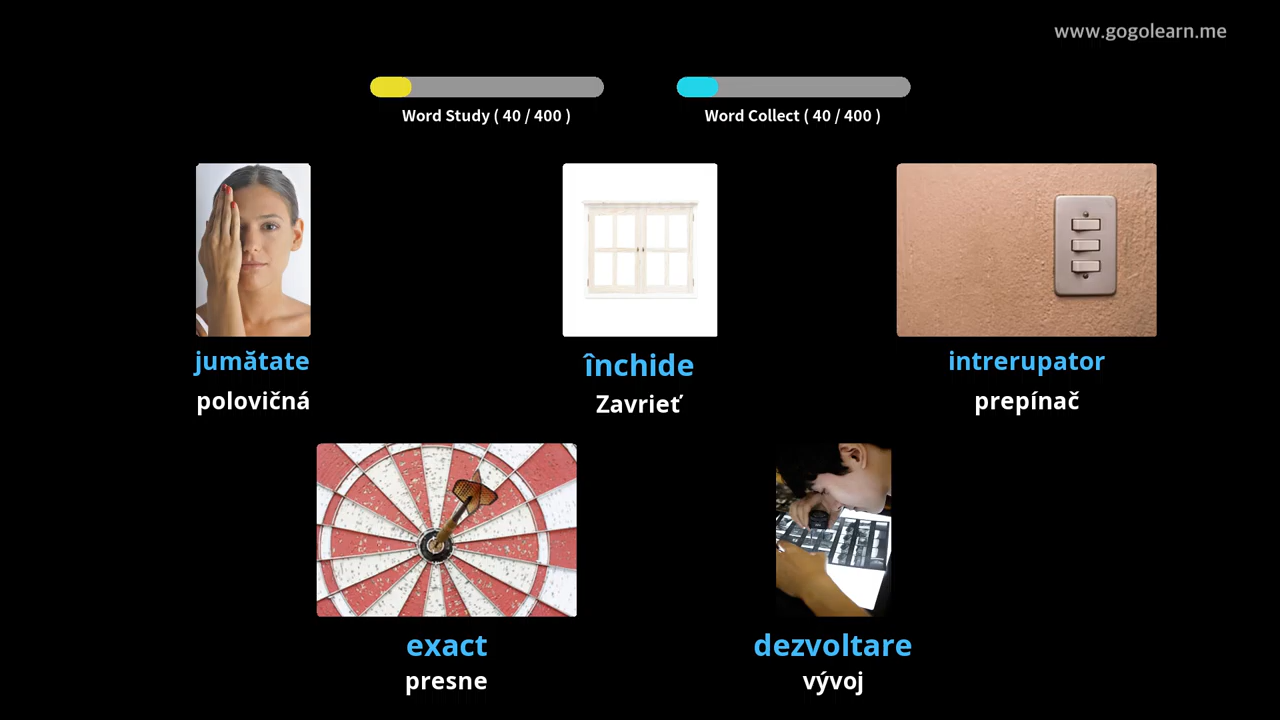 www.gogolearn.me
Word Study ( 40 / 400 )
Word Collect ( 40 / 400 )
jumătate
polovičná
închide
Zavrieť
intrerupator
prepínač
exact
presne
dezvoltare
vývoj